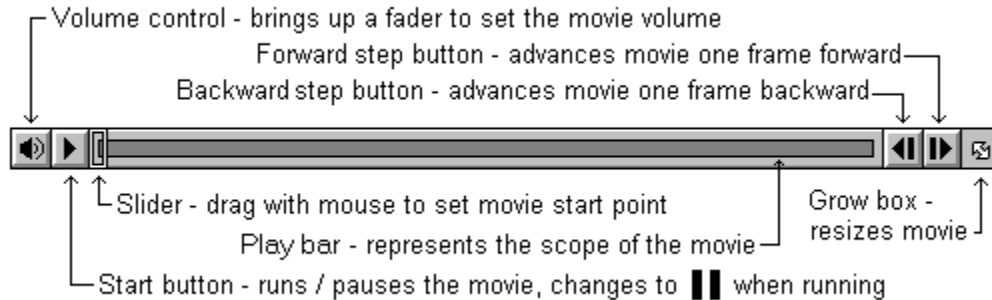 Volume control - brings up a fader to set the movie volume
Forward step button - advances movie one frame forward
Backward step button - advances movie one frame backward
Slider - drag with mouse to set movie start point
Grow box -
resizes movie
Play bar - represents the scope of the movie
Start button - runs / pauses the movie, changes to ▐▐ when running